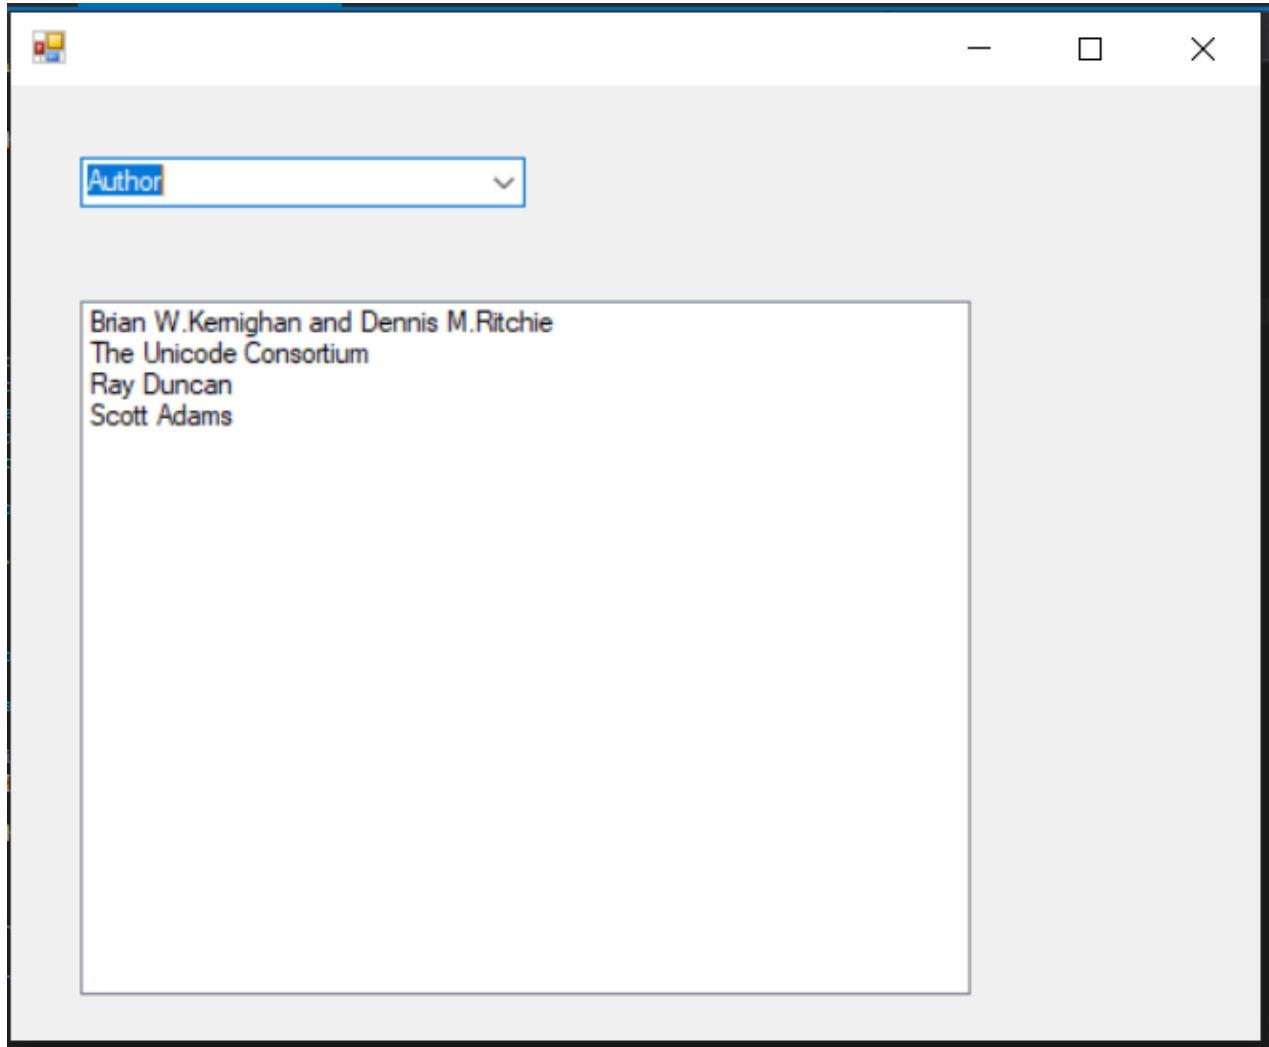 Author
Brian W.Kernighan and Dennis M.Ritchie
The Unicode Consortium
Ray Duncan
Scott Adams